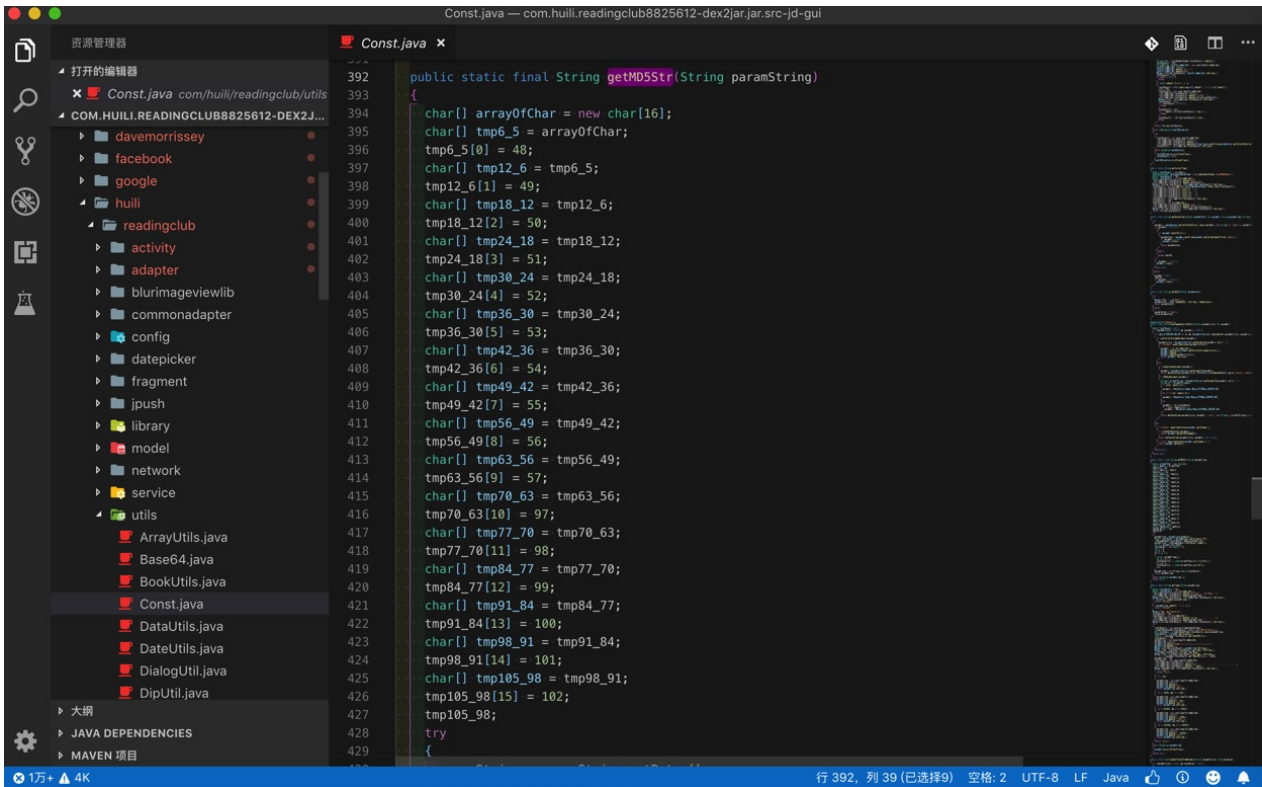 Const.java — com.huili.readingclub8825612-dex2jar.jar.src-jd-gui
资源管理器
打开的编辑器
Const.java com/huili/readingclub/utils
COM.HUILI.READINGCLUB8825612-DEX2J...
davemorrissey
facebook
google
huili
readingclub
activity
adapter
blurimageviewlib
commonadapter
config
datepicker
fragment
jpush
library
model
network
service
utils
ArrayUtils.java
Base64.java
BookUtils.java
Const.java
DataUtils.java
DateUtils.java
DialogUtil.java
DipUtil.java
大纲
JAVA DEPENDENCIES
MAVEN 项目
Const.java
392 public static final String getMD5Str(String paramString)
393 {
394 char[] arrayOfChar = new char[16];
395 char[] tmp6_5 = arrayOfChar;
396 tmp6_5[0] = 48;
397 char[] tmp12_6 = tmp6_5;
398 tmp12_6[1] = 49;
399 char[] tmp18_12 = tmp12_6;
400 tmp18_12[2] = 50;
401 char[] tmp24_18 = tmp18_12;
402 tmp24_18[3] = 51;
403 char[] tmp30_24 = tmp24_18;
404 tmp30_24[4] = 52;
405 char[] tmp36_30 = tmp30_24;
406 tmp36_30[5] = 53;
407 char[] tmp42_36 = tmp36_30;
408 tmp42_36[6] = 54;
409 char[] tmp49_42 = tmp42_36;
410 tmp49_42[7] = 55;
411 char[] tmp56_49 = tmp49_42;
412 tmp56_49[8] = 56;
413 char[] tmp63_56 = tmp56_49;
414 tmp63_56[9] = 57;
415 char[] tmp70_63 = tmp63_56;
416 tmp70_63[10] = 97;
417 char[] tmp77_70 = tmp70_63;
418 tmp77_70[11] = 98;
419 char[] tmp84_77 = tmp77_70;
420 tmp84_77[12] = 99;
421 char[] tmp91_84 = tmp84_77;
422 tmp91_84[13] = 100;
423 char[] tmp98_91 = tmp91_84;
424 tmp98_91[14] = 101;
425 char[] tmp105_98 = tmp98_91;
426 tmp105_98[15] = 102;
427 tmp105_98;
428 try
429 {
1万+ 4K
行 392，列 39 (已选择9) 空格: 2 UTF-8 LF Java